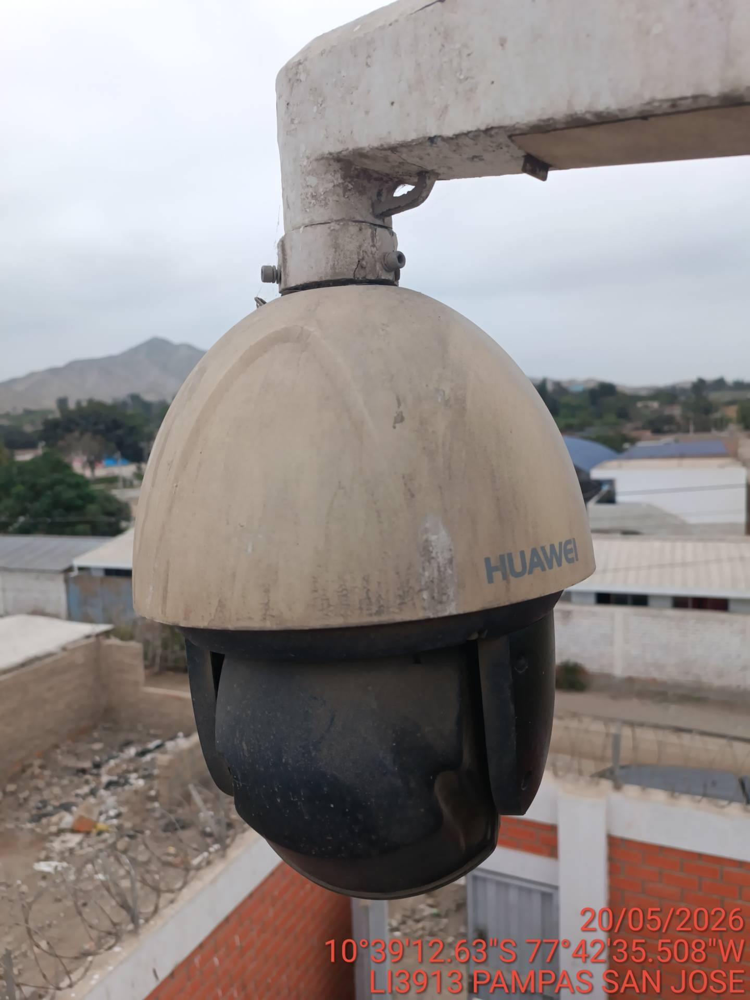 HUAWEI
20/05/2026
10°39'12.63"S 77°42'35.508"W
LI3913 PAMPAS SAN JOSE